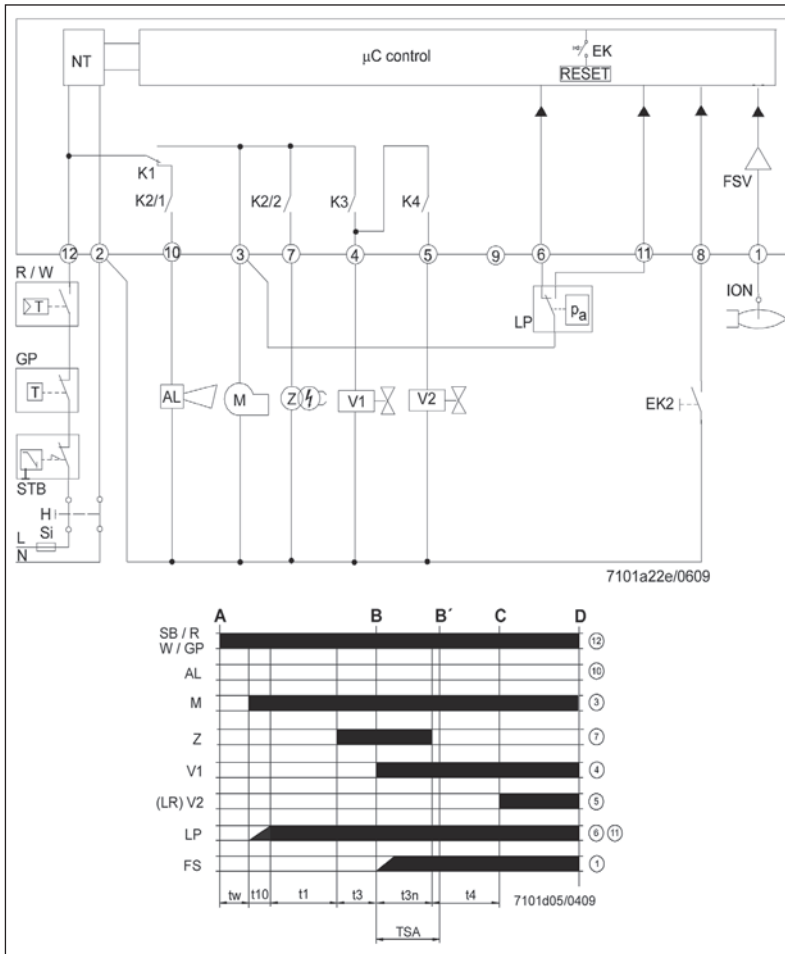 NT
µC control
EK
RESET
K1
K2/1
K2/2
K3
K4
FSV
12
2
10
3
7
4
5
9
6
11
8
1
R / W
T
GP
T
STB
H
Si
L
N
AL
M
Z
V1
V2
LP
pa
EK2
ION
7101a22e/0609
A
B
B´
C
D
SB / R
W / GP
12
AL
10
M
3
Z
7
V1
4
(LR) V2
5
LP
6 11
FS
1
tw
t10
t1
t3
t3n
t4
7101d05/0409
TSA